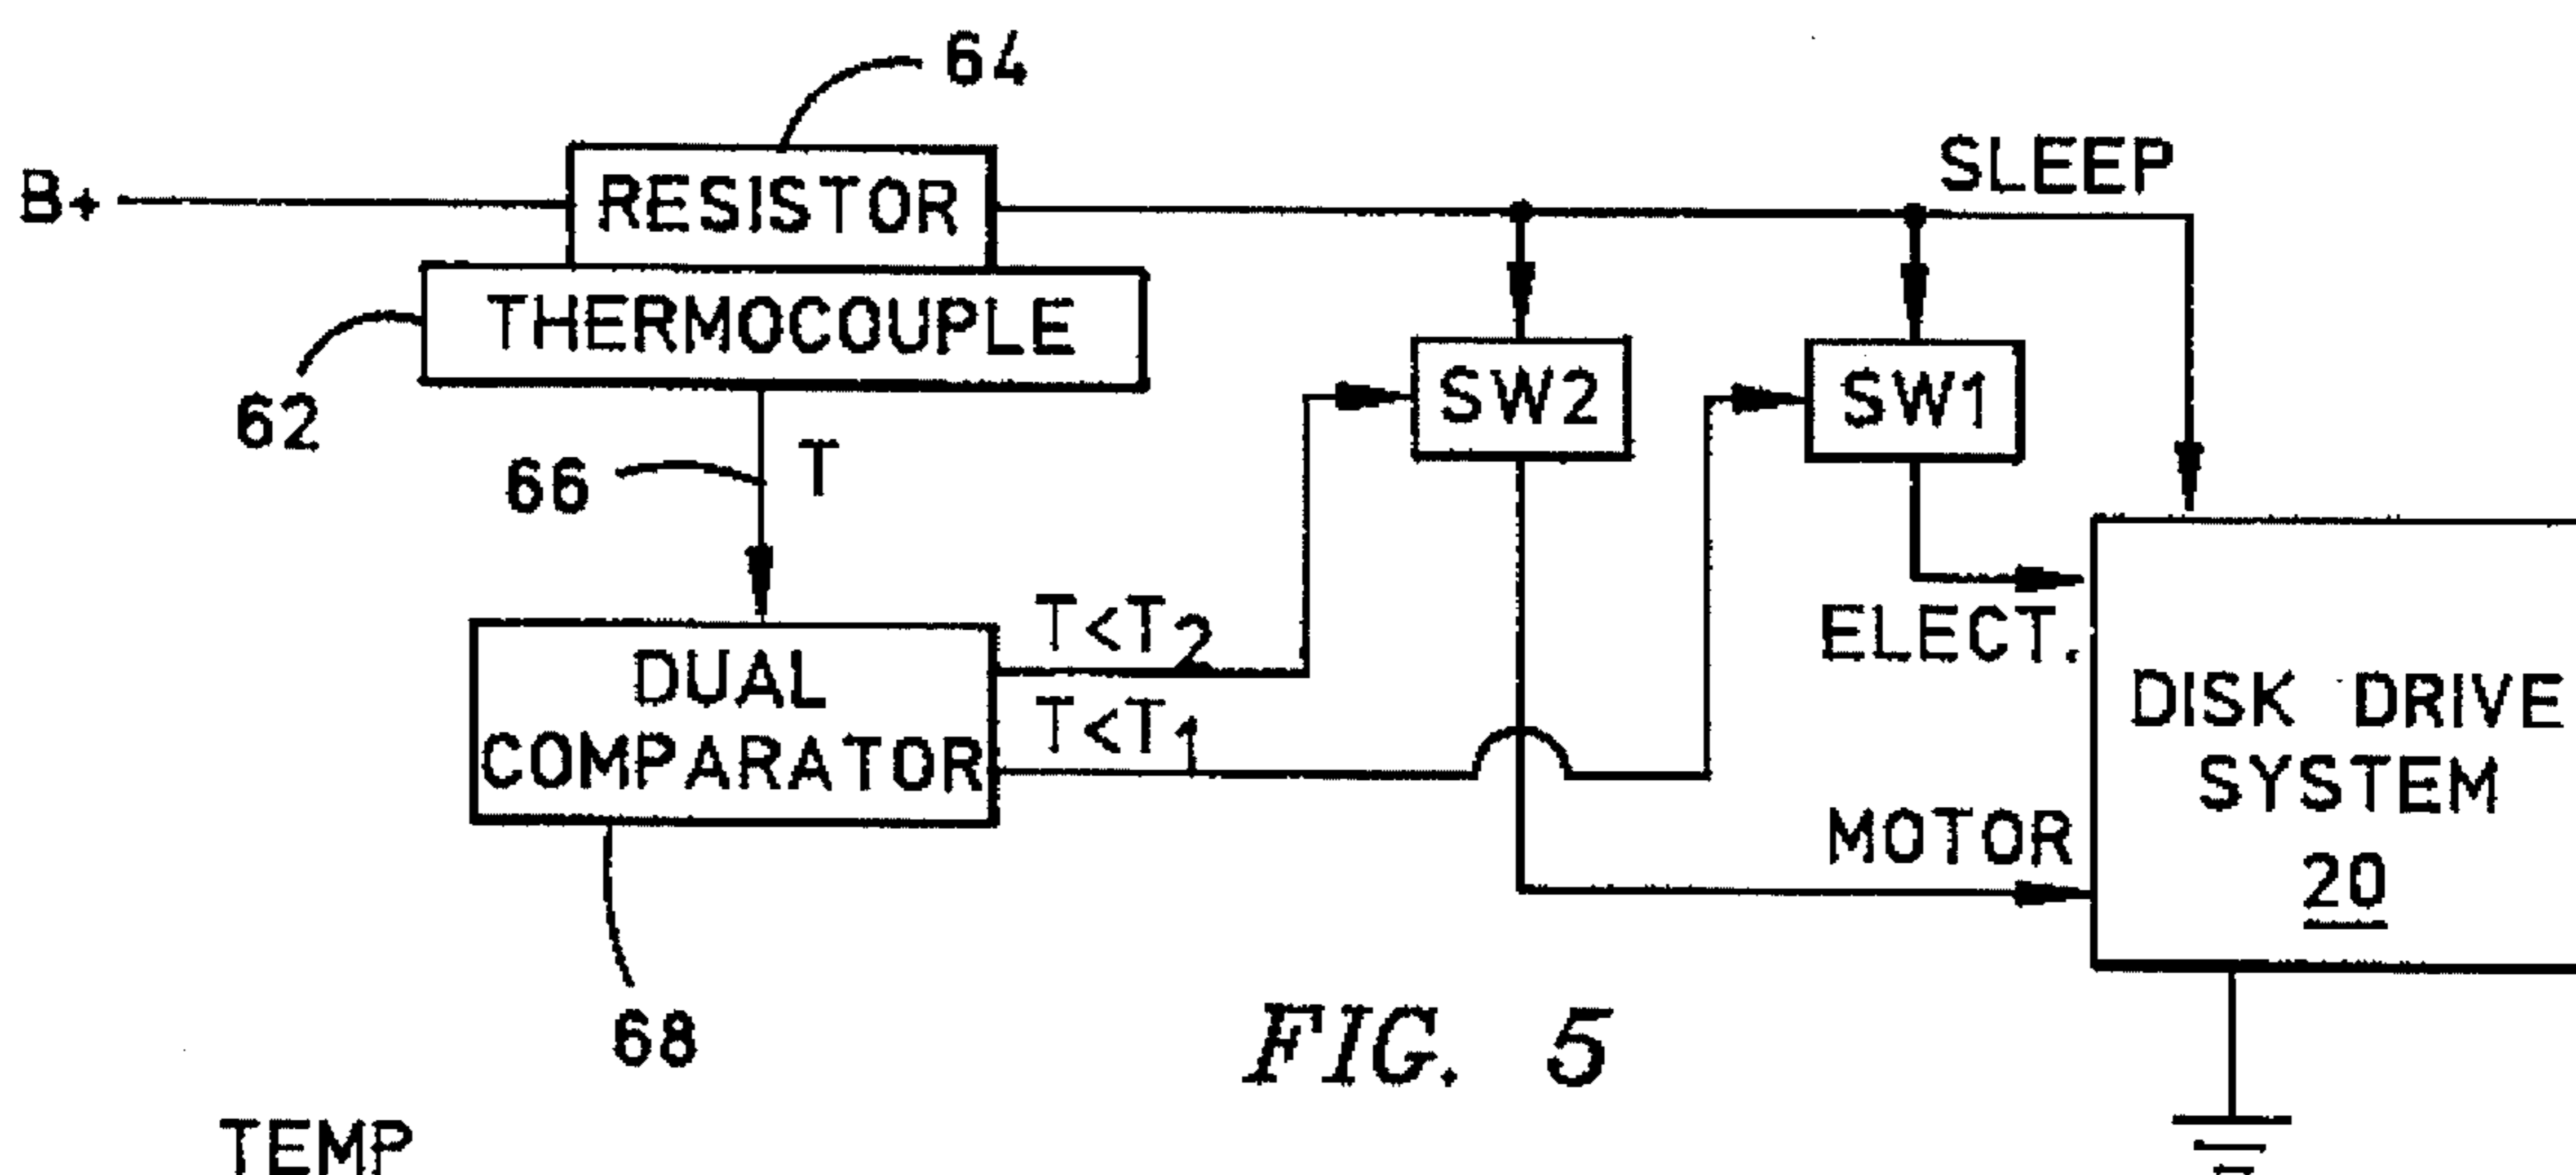 64
B+
RESISTOR
SLEEP
THERMOCOUPLE
62
66
T
SW2
SW1
T<T2
T<T1
ELECT.
DUAL
COMPARATOR
DISK DRIVE
SYSTEM
20
MOTOR
68
FIG. 5
TEMP